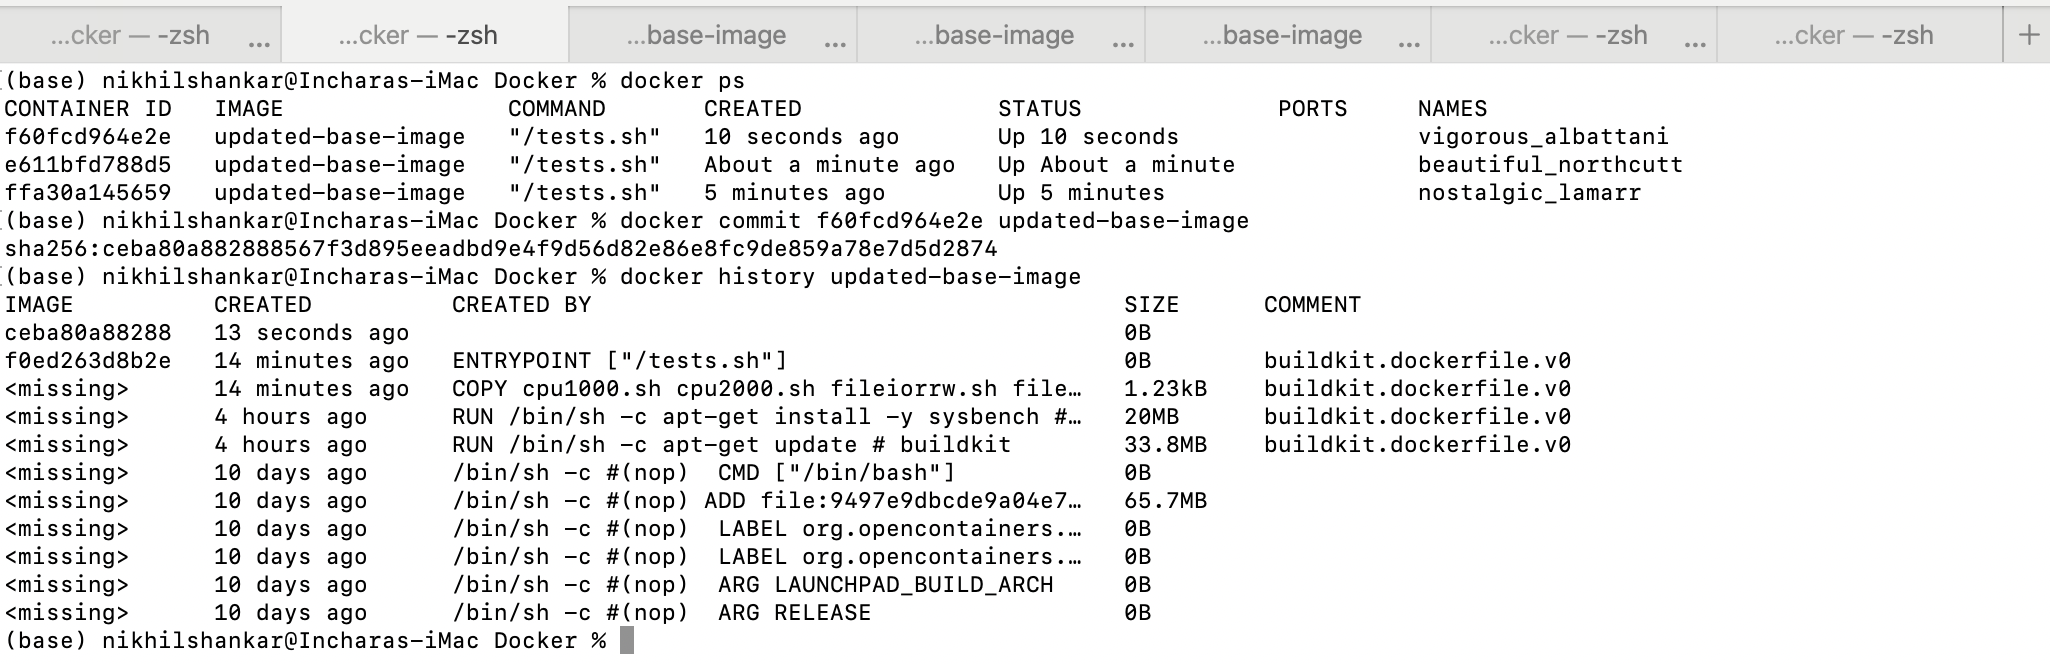 ...cker — -zsh ... ...cker — -zsh ...base-image ... ...base-image ... ...base-image ... ...cker — -zsh ... ...cker — -zsh +
(base) nikhilshankar@Incharas-iMac Docker % docker ps
CONTAINER ID IMAGE COMMAND CREATED STATUS PORTS NAMES
f60fcd964e2e updated-base-image "/tests.sh" 10 seconds ago Up 10 seconds vigorous_albattani
e611bfd788d5 updated-base-image "/tests.sh" About a minute ago Up About a minute beautiful_northcutt
ffa30a145659 updated-base-image "/tests.sh" 5 minutes ago Up 5 minutes nostalgic_lamarr
(base) nikhilshankar@Incharas-iMac Docker % docker commit f60fcd964e2e updated-base-image
sha256:ceba80a882888567f3d895eeadbd9e4f9d56d82e86e8fc9de859a78e7d5d2874
(base) nikhilshankar@Incharas-iMac Docker % docker history updated-base-image
IMAGE CREATED CREATED BY SIZE COMMENT
ceba80a88288 13 seconds ago 0B
f0ed263d8b2e 14 minutes ago ENTRYPOINT ["/tests.sh"] 0B buildkit.dockerfile.v0
<missing> 14 minutes ago COPY cpu1000.sh cpu2000.sh fileiorrw.sh file… 1.23kB buildkit.dockerfile.v0
<missing> 4 hours ago RUN /bin/sh -c apt-get install -y sysbench #… 20MB buildkit.dockerfile.v0
<missing> 4 hours ago RUN /bin/sh -c apt-get update # buildkit 33.8MB buildkit.dockerfile.v0
<missing> 10 days ago /bin/sh -c #(nop) CMD ["/bin/bash"] 0B
<missing> 10 days ago /bin/sh -c #(nop) ADD file:9497e9dbcde9a04e7… 65.7MB
<missing> 10 days ago /bin/sh -c #(nop) LABEL org.opencontainers.… 0B
<missing> 10 days ago /bin/sh -c #(nop) LABEL org.opencontainers.… 0B
<missing> 10 days ago /bin/sh -c #(nop) ARG LAUNCHPAD_BUILD_ARCH 0B
<missing> 10 days ago /bin/sh -c #(nop) ARG RELEASE 0B
(base) nikhilshankar@Incharas-iMac Docker %